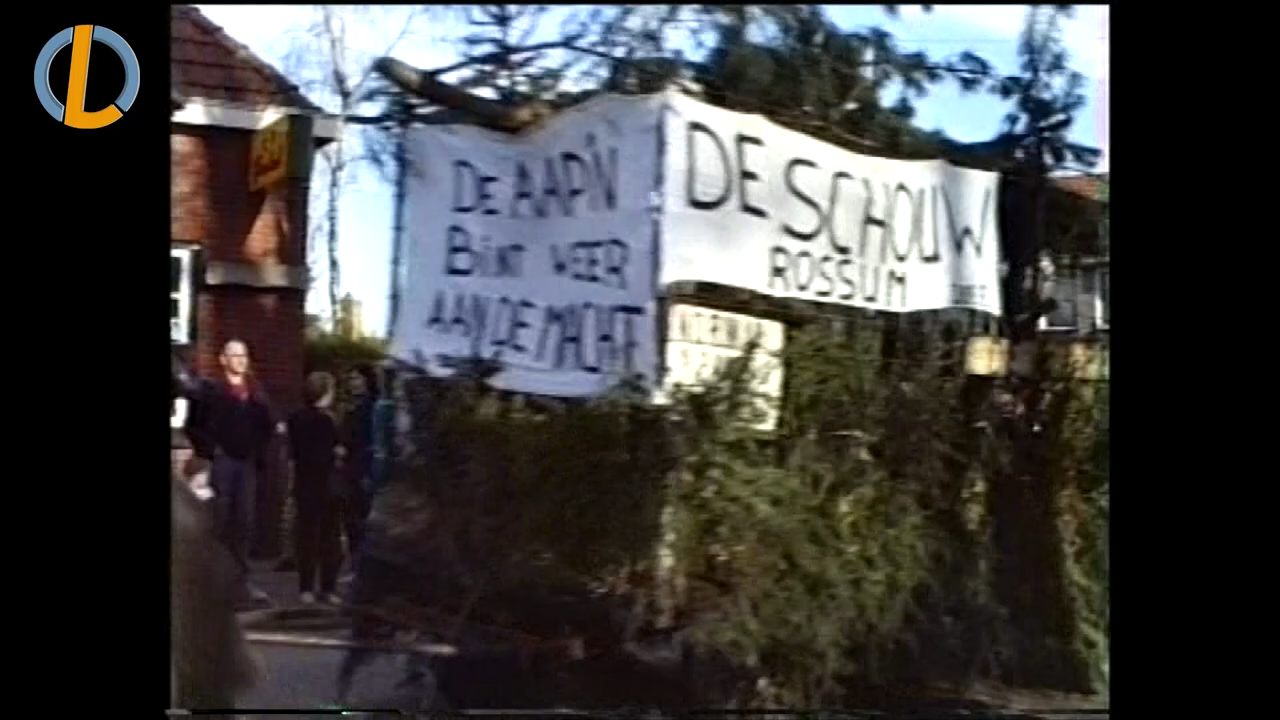 DE AAP'N
BINT WEER
AAN DE MACHT
DE SCHOUW
ROSSUM